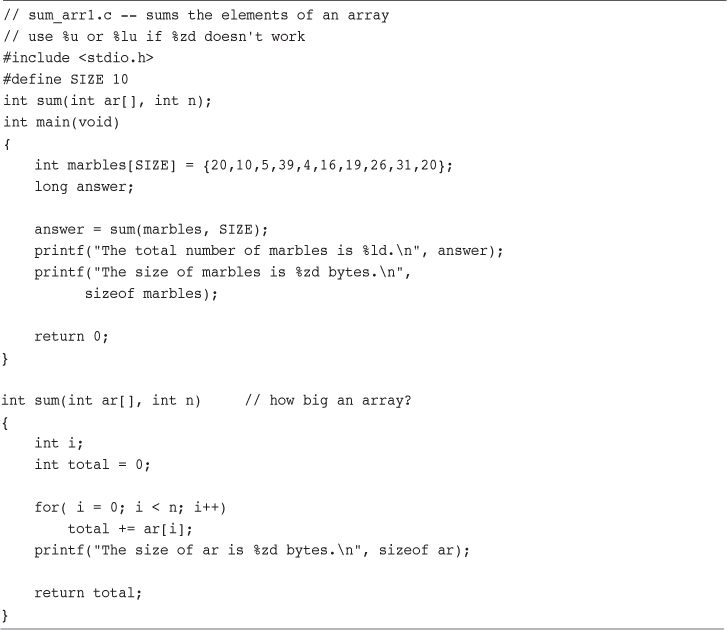 // sum_arr1.c -- sums the elements of an array
// use %u or %lu if %zd doesn't work
#include <stdio.h>
#define SIZE 10
int sum(int ar[], int n);
int main(void)
{
    int marbles[SIZE] = {20,10,5,39,4,16,19,26,31,20};
    long answer;

    answer = sum(marbles, SIZE);
    printf("The total number of marbles is %ld.\n", answer);
    printf("The size of marbles is %zd bytes.\n",
          sizeof marbles);

    return 0;
}

int sum(int ar[], int n)     // how big an array?
{
    int i;
    int total = 0;

    for( i = 0; i < n; i++)
        total += ar[i];
    printf("The size of ar is %zd bytes.\n", sizeof ar);

    return total;
}